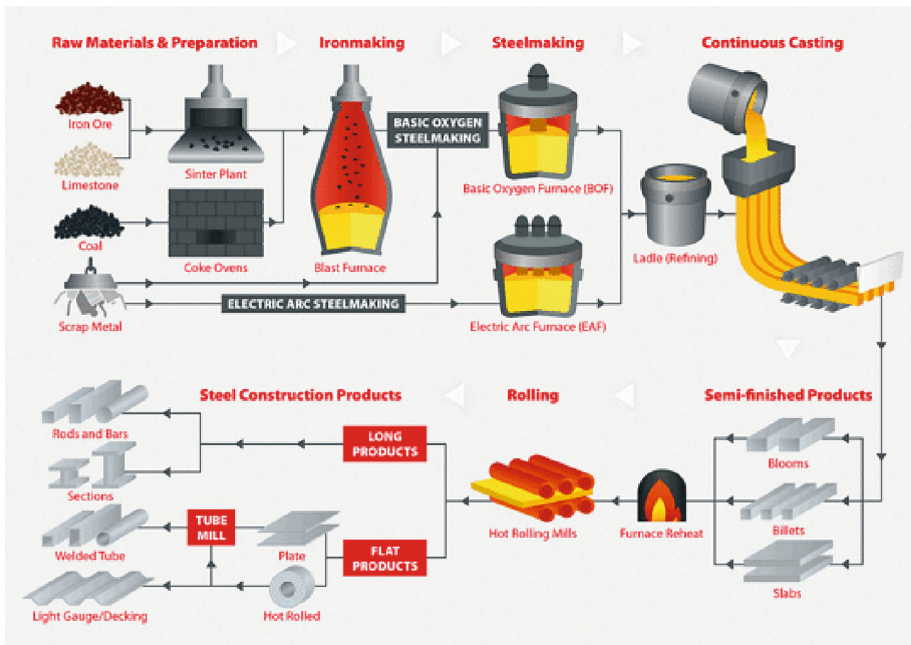 Raw Materials & Preparation
Ironmaking
Steelmaking
Continuous Casting
Iron Ore
Limestone
Coal
Scrap Metal
Sinter Plant
Coke Ovens
Blast Furnace
BASIC OXYGEN
STEELMAKING
ELECTRIC ARC STEELMAKING
Basic Oxygen Furnace (BOF)
Electric Arc Furnace (EAF)
Ladle (Refining)
Steel Construction Products
Rolling
Semi-finished Products
Rods and Bars
Sections
Welded Tube
Light Gauge/Decking
LONG
PRODUCTS
TUBE
MILL
Plate
Hot Rolled
FLAT
PRODUCTS
Hot Rolling Mills
Furnace Reheat
Blooms
Billets
Slabs